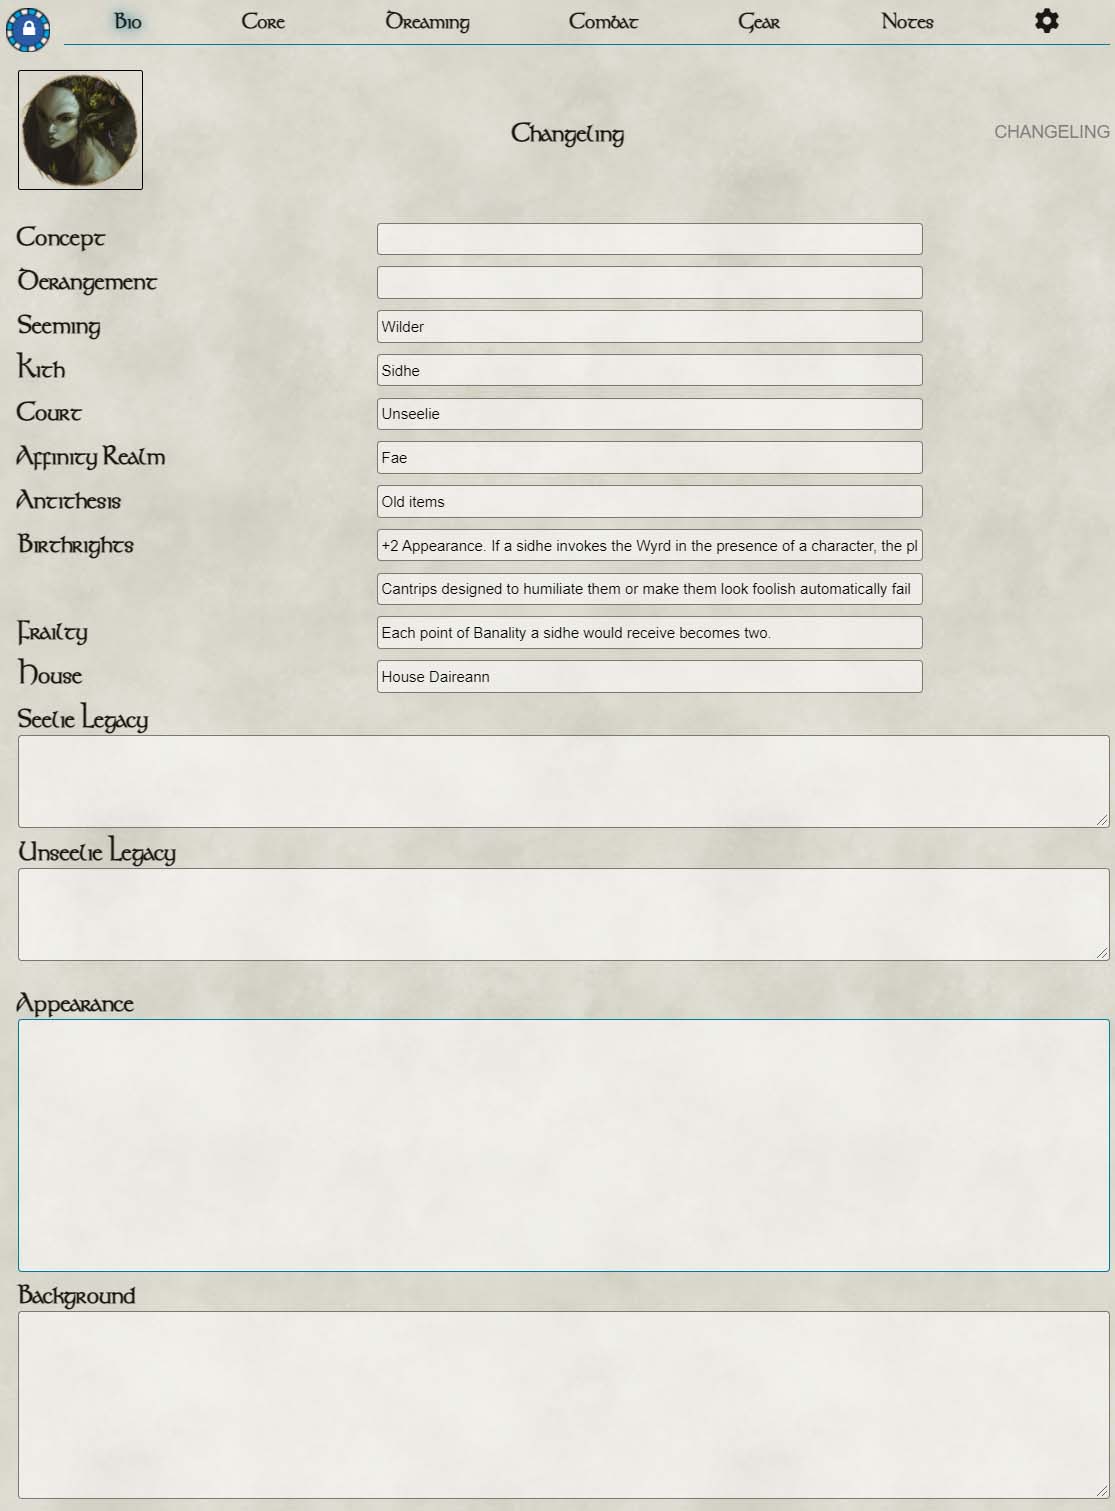 Bio Core Dreaming Combat Gear Notes
Changeling CHANGELING
Concept
Derangement
Seeming Wilder
Kith Sidhe
Court Unseelie
Affinity Realm Fae
Antithesis Old items
Birthrights +2 Appearance. If a sidhe invokes the Wyrd in the presence of a character, the pl
Cantrips designed to humiliate them or make them look foolish automatically fail
Frailty Each point of Banality a sidhe would receive becomes two.
House House Daireann
Seelie Legacy
Unseelie Legacy
Appearance
Background